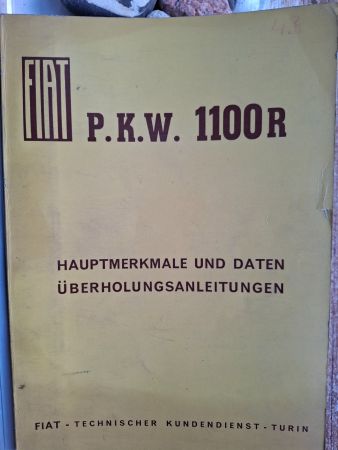 FIAT
P.K.W. 1100R
HAUPTMERKMALE UND DATEN
ÜBERHOLUNGSANLEITUNGEN
FIAT - TECHNISCHER KUNDENDIENST - TURIN